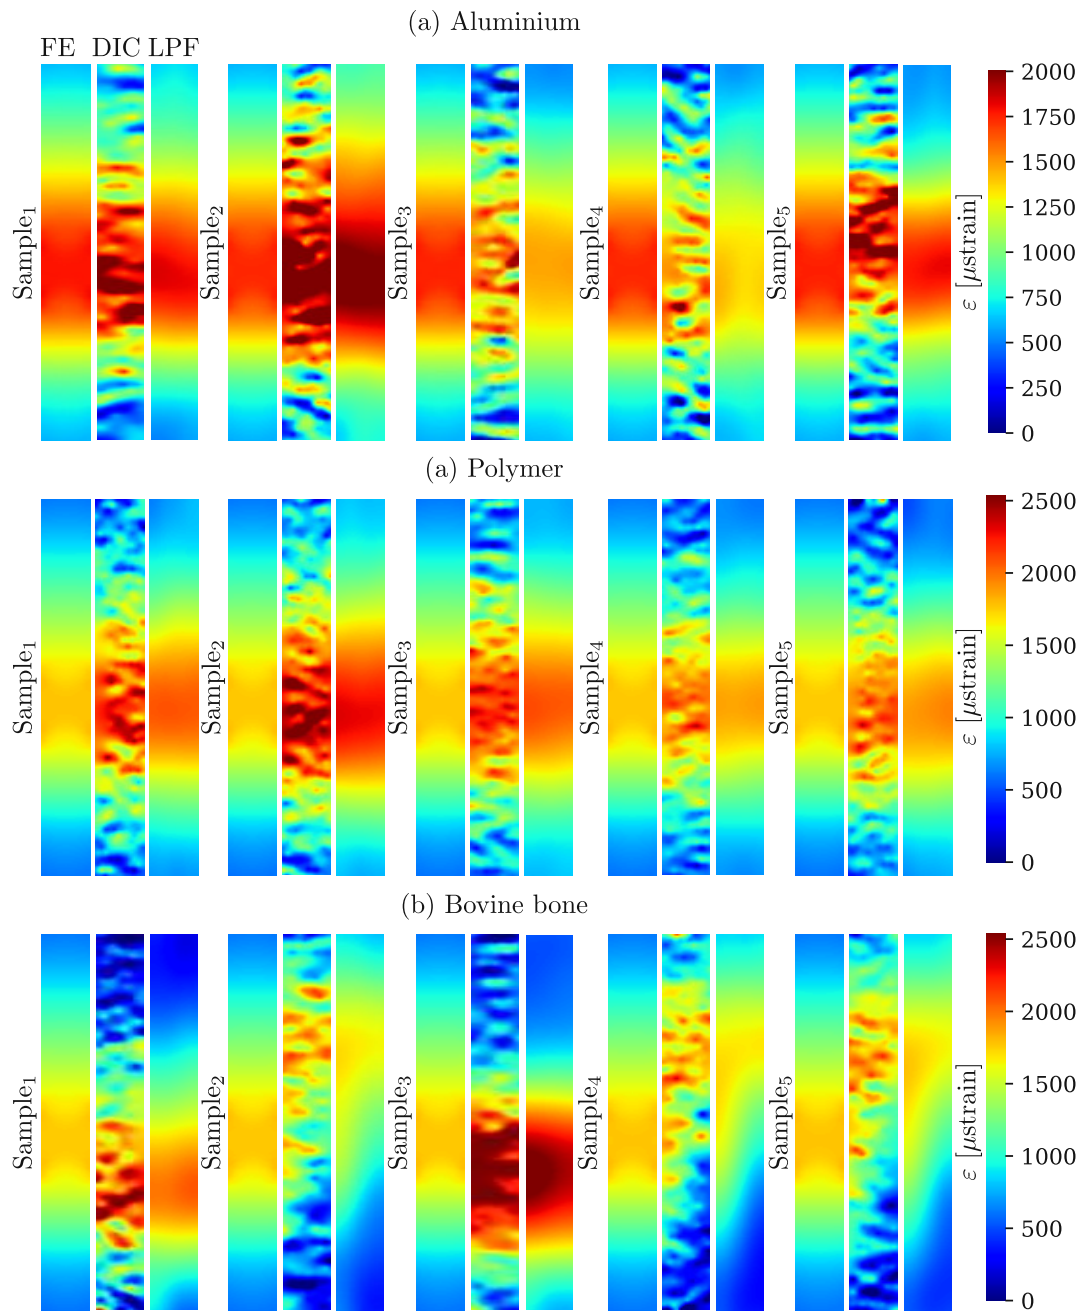 (a) Aluminium
FE DIC LPF
Sample₁
Sample₂
Sample₃
Sample₄
Sample₅
2000
1750
1500
1250
1000
750
500
250
0
ε [μstrain]
(a) Polymer
Sample₁
Sample₂
Sample₃
Sample₄
Sample₅
2500
2000
1500
1000
500
0
ε [μstrain]
(b) Bovine bone
Sample₁
Sample₂
Sample₃
Sample₄
Sample₅
2500
2000
1500
1000
500
0
ε [μstrain]